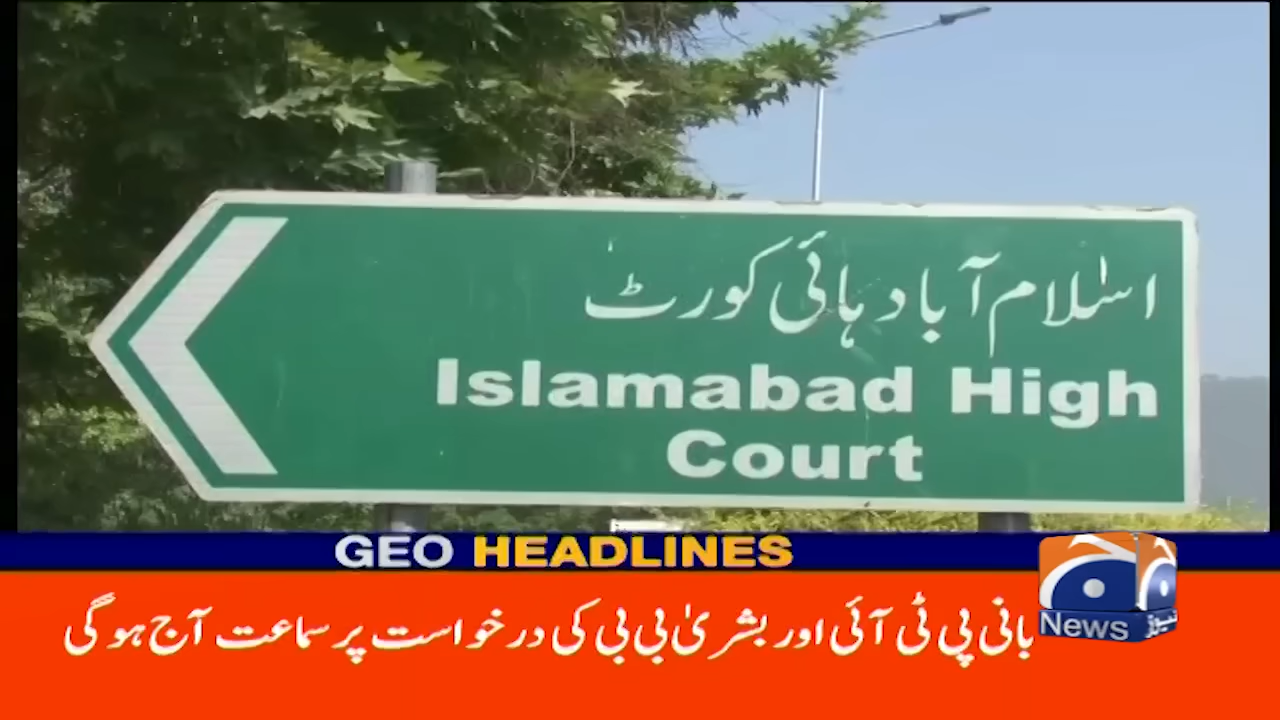 اسلام آباد ہائی کورٹ
Islamabad High
Court
GEO HEADLINES
بانی پی ٹی آئی اور بشریٰ بی بی کی درخواست پر سماعت آج ہو گی
News نیوز